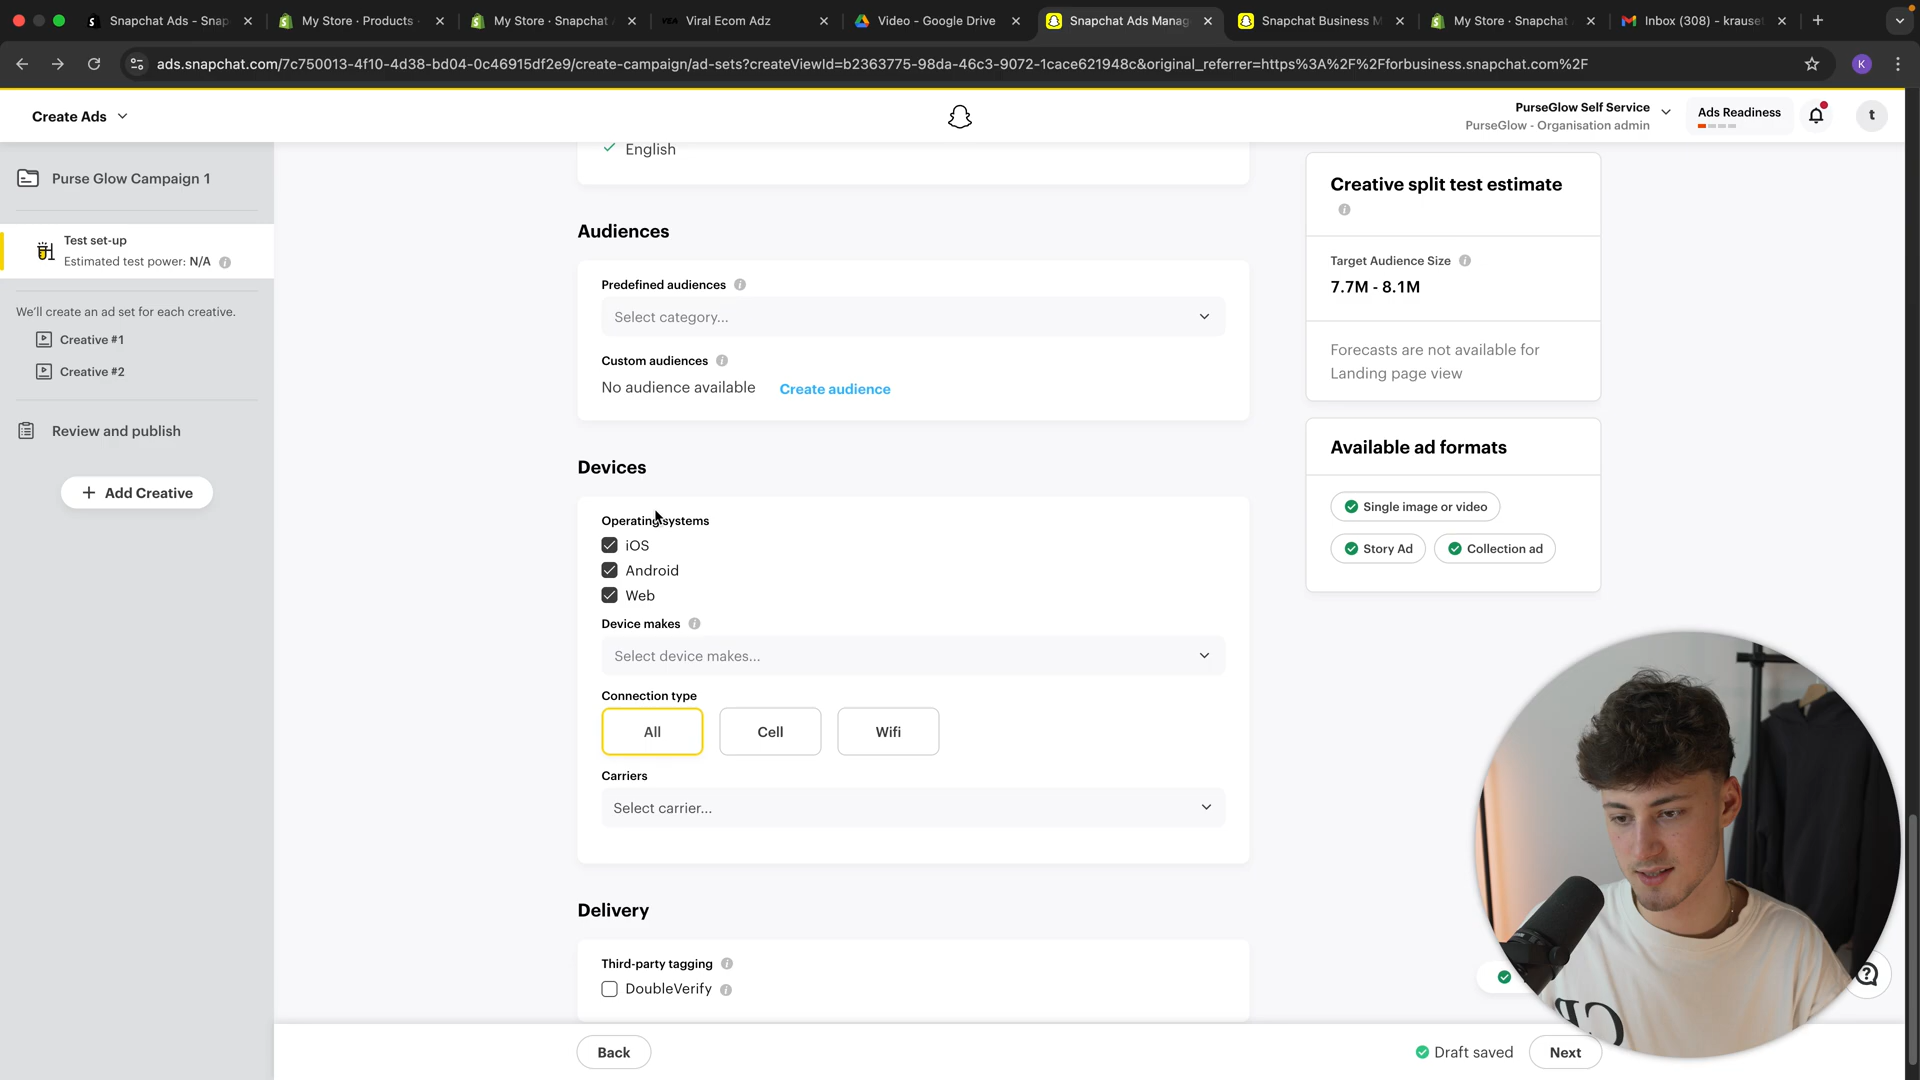 Snapchat Ads - Snap
My Store · Products
My Store · Snapchat
VEA Viral Ecom Adz
Video - Google Drive
Snapchat Ads Manag
Snapchat Business M
My Store · Snapchat
Inbox (308) - krause
ads.snapchat.com/7c750013-4f10-4d38-bd04-0c46915df2e9/create-campaign/ad-sets?createViewId=b2363775-98da-46c3-9072-1cace621948c&original_referrer=https%3A%2F%2Fforbusiness.snapchat.com%2F
K
Create Ads
PurseGlow Self Service
PurseGlow - Organisation admin
Ads Readiness
t
Purse Glow Campaign 1
Test set-up
Estimated test power: N/A
We'll create an ad set for each creative.
Creative #1
Creative #2
Review and publish
+ Add Creative
English
Audiences
Predefined audiences
Select category...
Custom audiences
No audience available Create audience
Devices
Operating systems
iOS
Android
Web
Device makes
Select device makes...
Connection type
All Cell Wifi
Carriers
Select carrier...
Delivery
Third-party tagging
DoubleVerify
Back
Draft saved
Next
Creative split test estimate
Target Audience Size
7.7M - 8.1M
Forecasts are not available for
Landing page view
Available ad formats
Single image or video
Story Ad
Collection ad